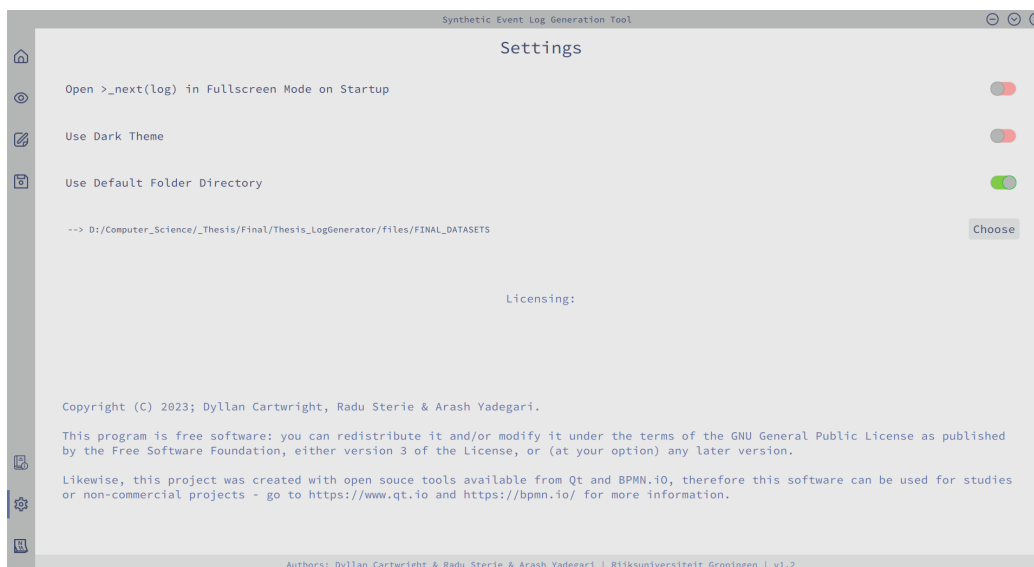 Synthetic Event Log Generation Tool
Settings
Open >_next(log) in Fullscreen Mode on Startup
Use Dark Theme
Use Default Folder Directory
--> D:/Computer_Science/_Thesis/Final/Thesis_LogGenerator/files/FINAL_DATASETS
Choose
Licensing:
Copyright (C) 2023; Dyllan Cartwright, Radu Sterie & Arash Yadegari.
This program is free software: you can redistribute it and/or modify it under the terms of the GNU General Public License as published
by the Free Software Foundation, either version 3 of the License, or (at your option) any later version.
Likewise, this project was created with open souce tools available from Qt and BPMN.iO, therefore this software can be used for studies
or non-commercial projects - go to https://www.qt.io and https://bpmn.io/ for more information.
Authors: Dyllan Cartwright & Radu Sterie & Arash Yadegari | Rijksuniversiteit Groningen | v1.2